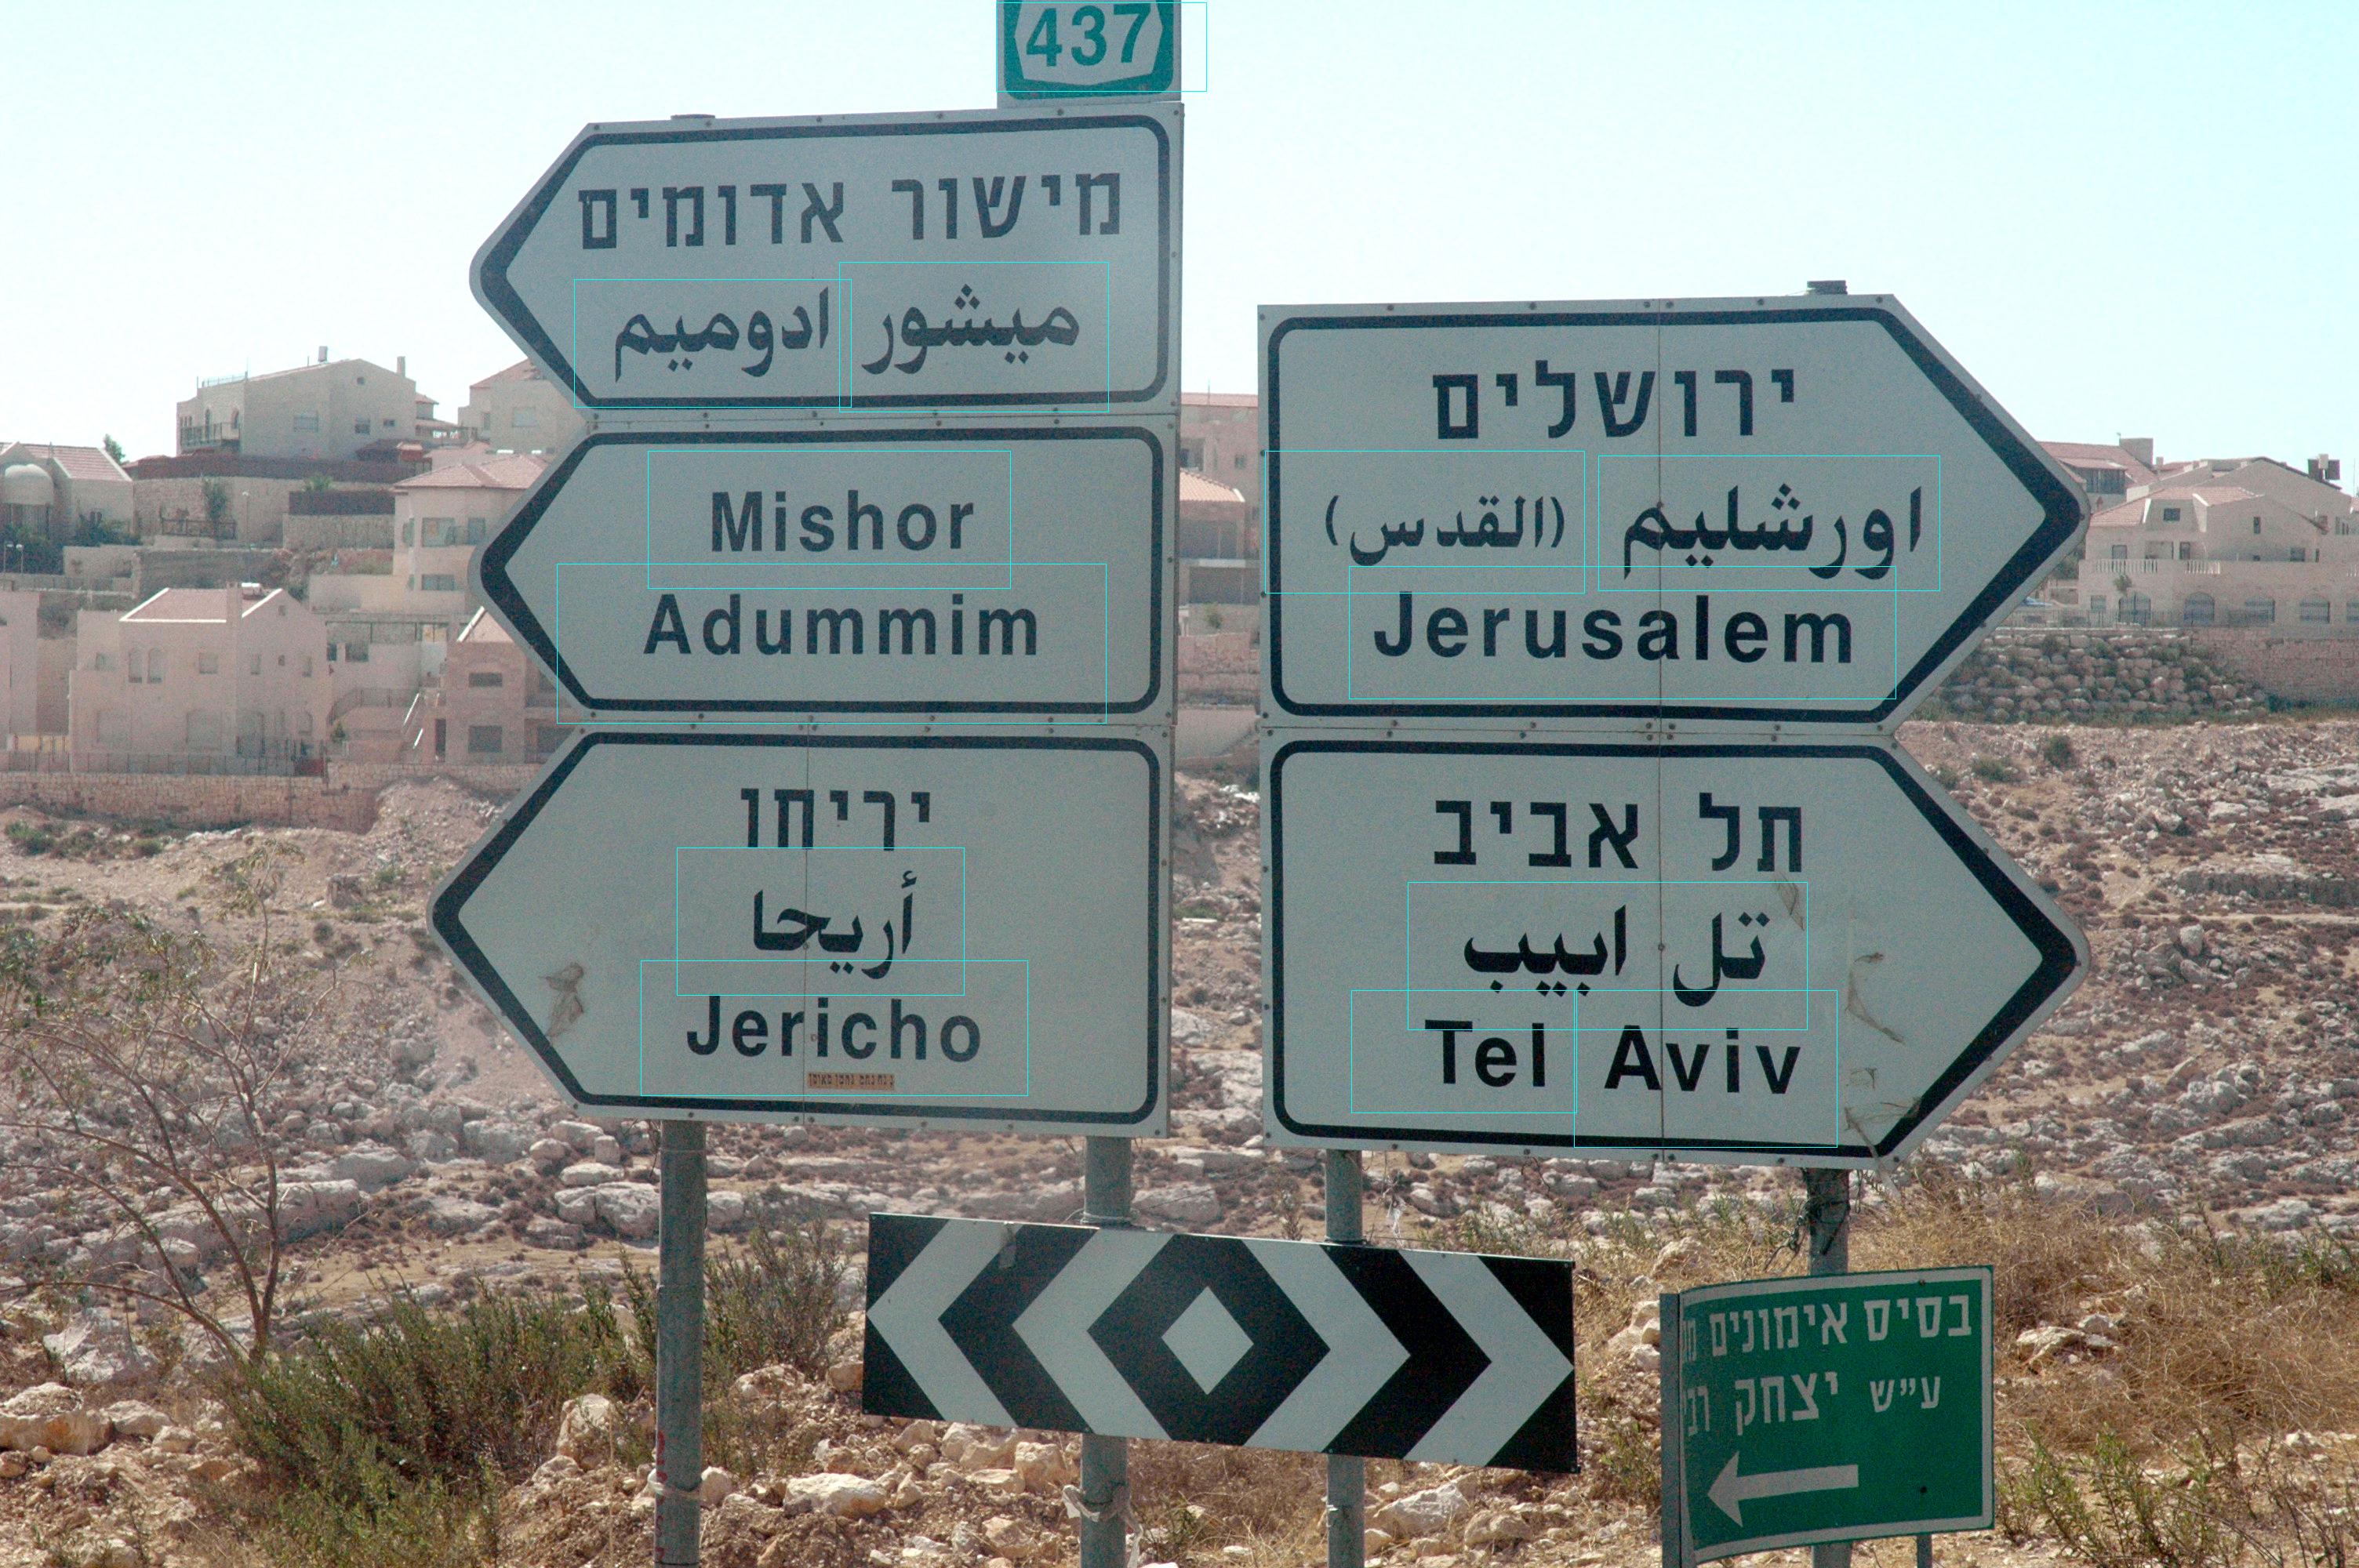 437
מישור אדומים
ميشور ادوميم
Mishor
Adummim
יריחו
أريحا
Jericho
ירושלים
اورشليم (القدس)
Jerusalem
תל אביב
تل ابيب
Tel Aviv
בסיס אימונים
ע״ש יצחק